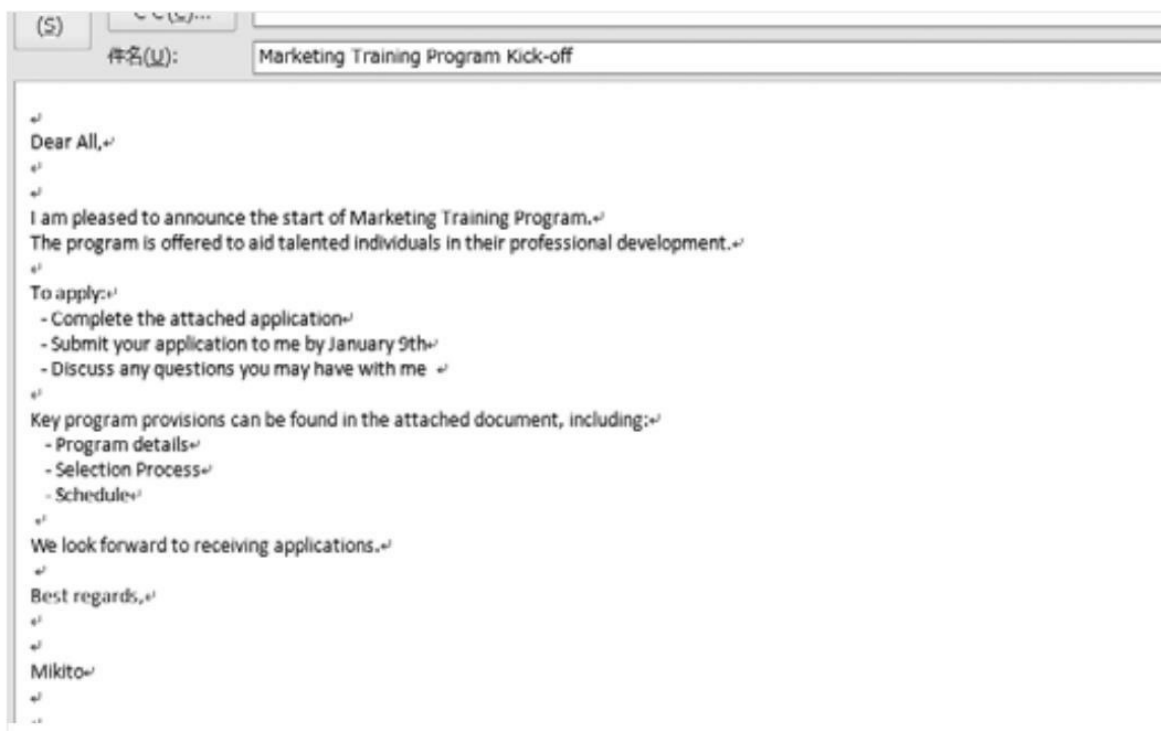 (S)
件名(U):
Marketing Training Program Kick-off
Dear All,
I am pleased to announce the start of Marketing Training Program.
The program is offered to aid talented individuals in their professional development.
To apply:
- Complete the attached application
- Submit your application to me by January 9th
- Discuss any questions you may have with me
Key program provisions can be found in the attached document, including:
- Program details
- Selection Process
- Schedule
We look forward to receiving applications.
Best regards,
Mikito